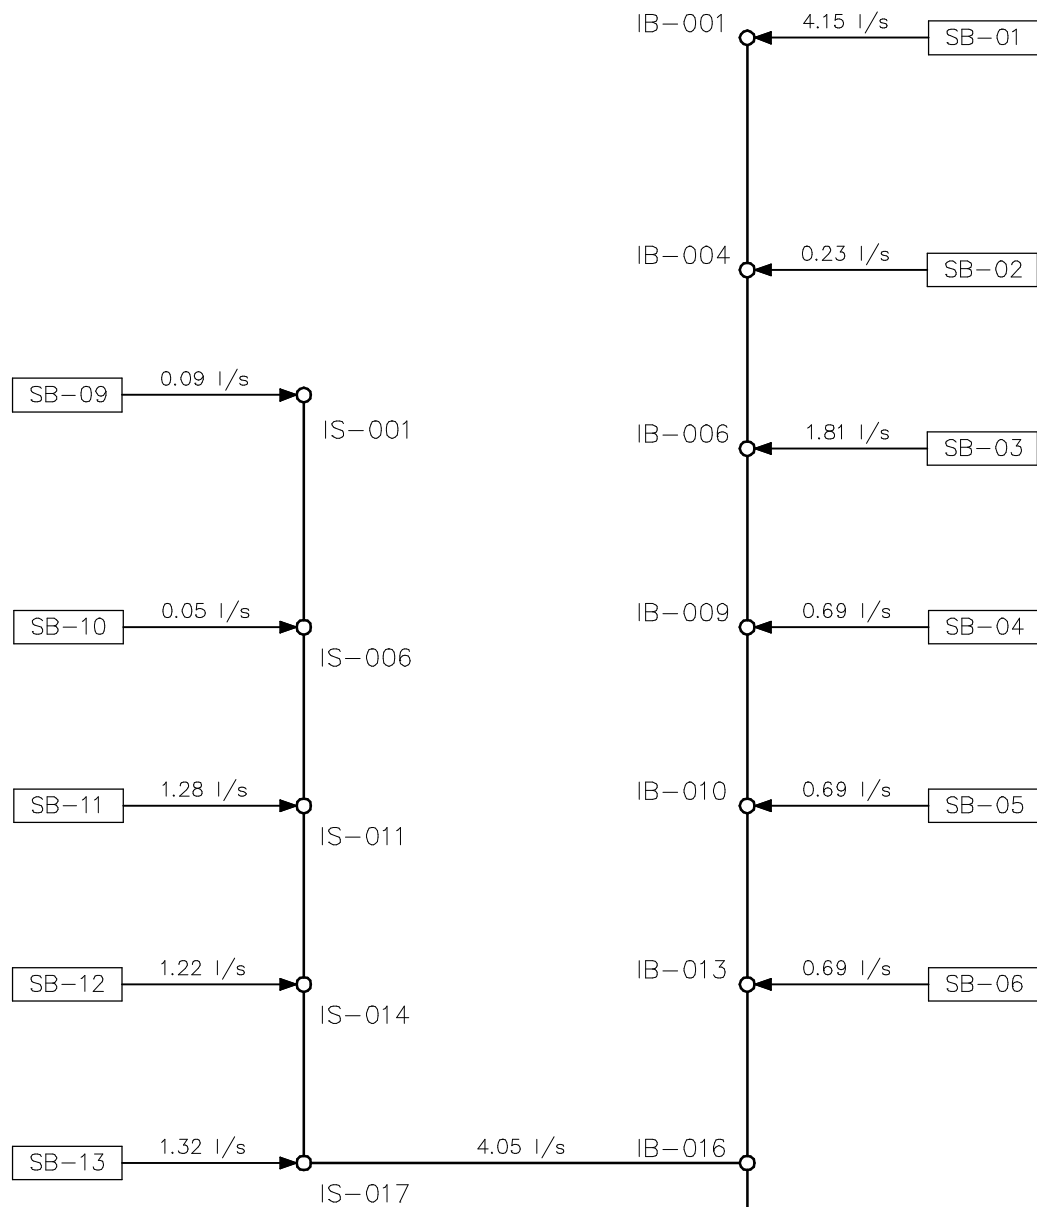 IB-001
4.15 l/s
SB-01
IB-004
0.23 l/s
SB-02
SB-09
0.09 l/s
IS-001
IB-006
1.81 l/s
SB-03
SB-10
0.05 l/s
IS-006
IB-009
0.69 l/s
SB-04
SB-11
1.28 l/s
IS-011
IB-010
0.69 l/s
SB-05
SB-12
1.22 l/s
IS-014
IB-013
0.69 l/s
SB-06
SB-13
1.32 l/s
IS-017
4.05 l/s
IB-016